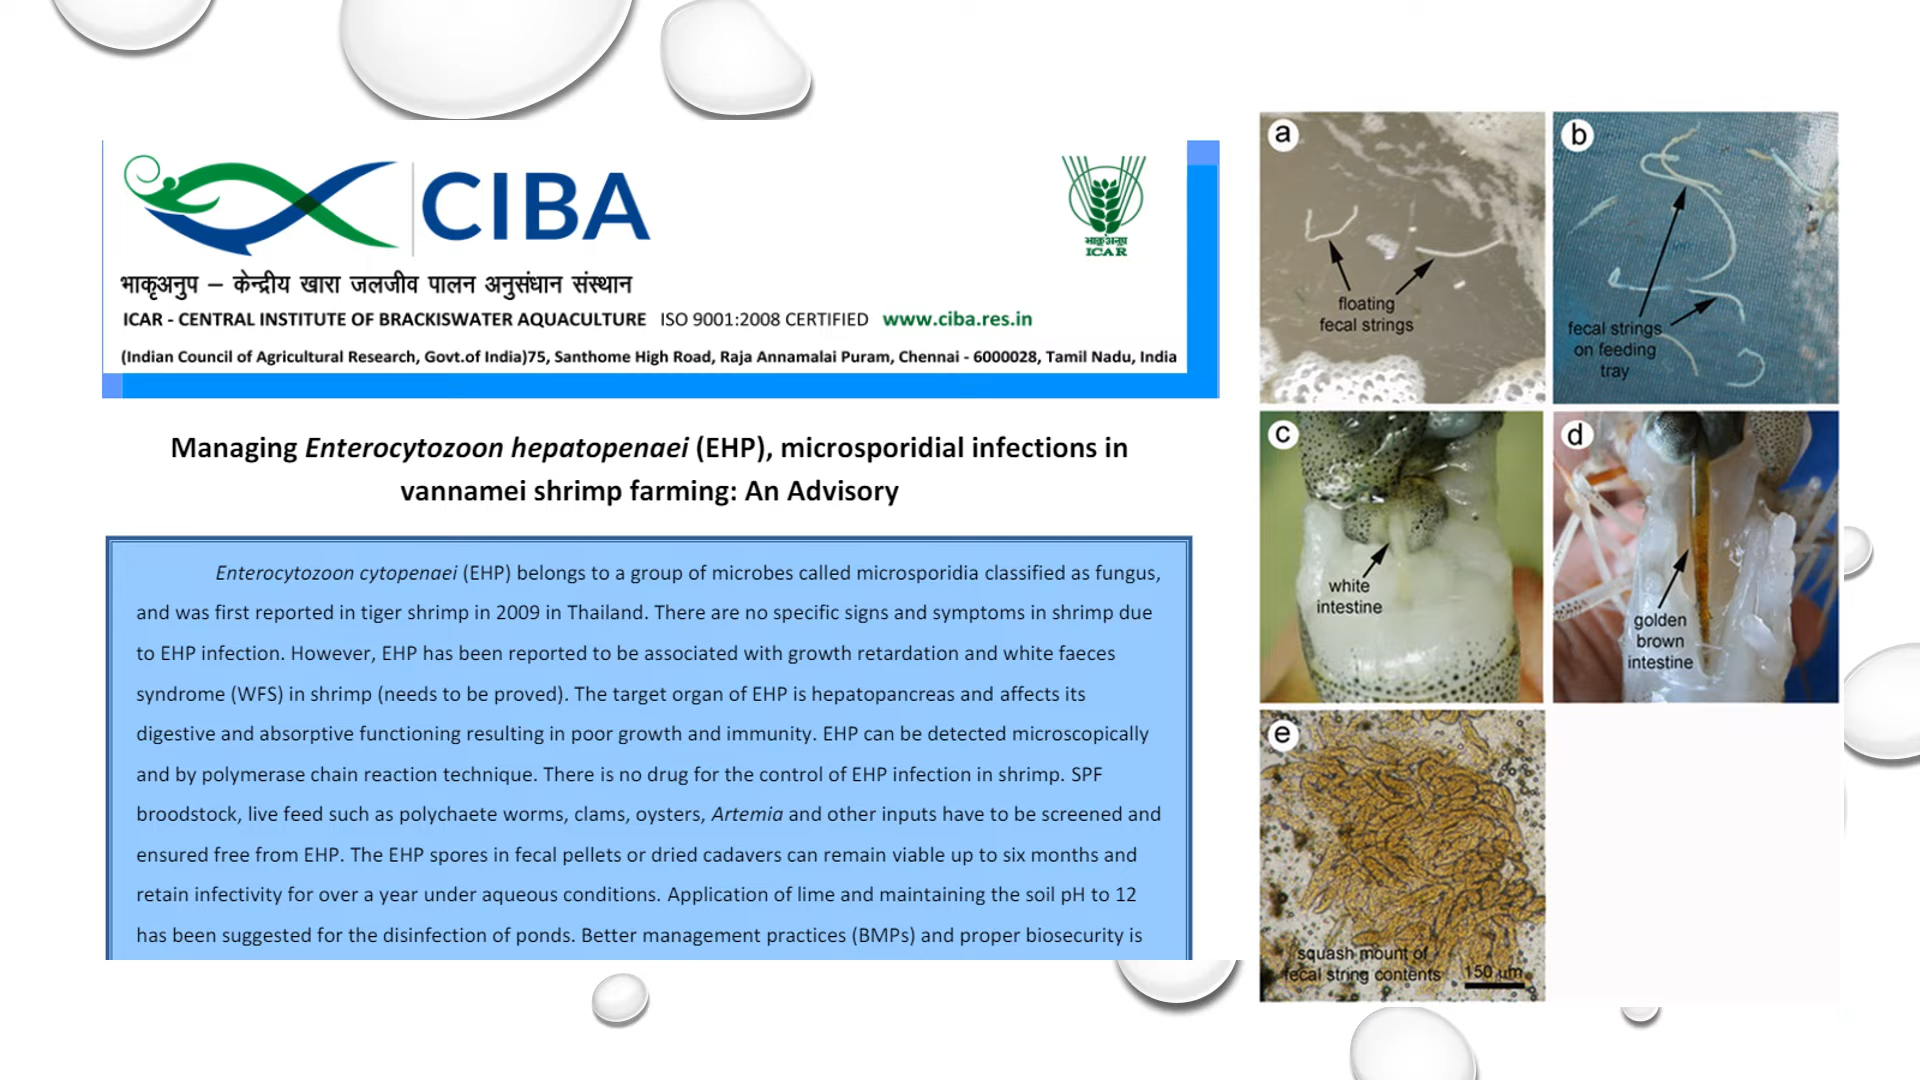 CIBA
भाकृअनुप
ICAR
भाकृअनुप – केन्द्रीय खारा जलजीव पालन अनुसंधान संस्थान
ICAR - CENTRAL INSTITUTE OF BRACKISWATER AQUACULTURE ISO 9001:2008 CERTIFIED www.ciba.res.in
(Indian Council of Agricultural Research, Govt.of India)75, Santhome High Road, Raja Annamalai Puram, Chennai - 6000028, Tamil Nadu, India
Managing Enterocytozoon hepatopenaei (EHP), microsporidial infections in
vannamei shrimp farming: An Advisory
Enterocytozoon cytopenaei (EHP) belongs to a group of microbes called microsporidia classified as fungus,
and was first reported in tiger shrimp in 2009 in Thailand. There are no specific signs and symptoms in shrimp due
to EHP infection. However, EHP has been reported to be associated with growth retardation and white faeces
syndrome (WFS) in shrimp (needs to be proved). The target organ of EHP is hepatopancreas and affects its
digestive and absorptive functioning resulting in poor growth and immunity. EHP can be detected microscopically
and by polymerase chain reaction technique. There is no drug for the control of EHP infection in shrimp. SPF
broodstock, live feed such as polychaete worms, clams, oysters, Artemia and other inputs have to be screened and
ensured free from EHP. The EHP spores in fecal pellets or dried cadavers can remain viable up to six months and
retain infectivity for over a year under aqueous conditions. Application of lime and maintaining the soil pH to 12
has been suggested for the disinfection of ponds. Better management practices (BMPs) and proper biosecurity is
a
floating
fecal strings
b
fecal strings
on feeding
tray
c
white
intestine
d
golden
brown
intestine
e
squash mount of
fecal string contents
150 µm